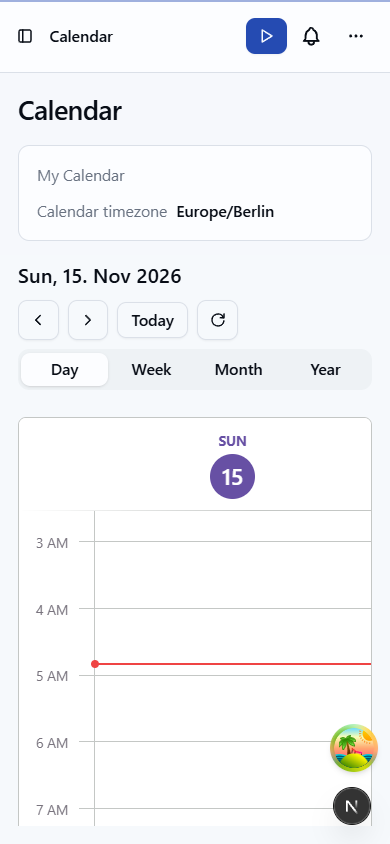 Calendar
Calendar
My Calendar
Calendar timezone Europe/Berlin
Sun, 15. Nov 2026
Today
Day Week Month Year
SUN
15
3 AM
4 AM
5 AM
6 AM
7 AM
N